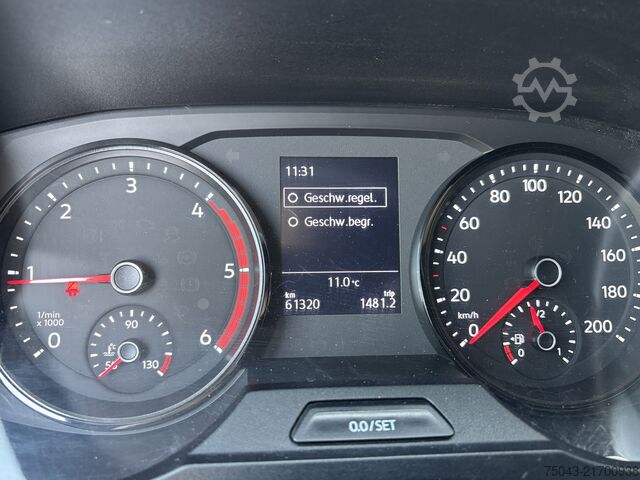 11:31
Geschw.regel.
Geschw.begr.
11.0 °C
km trip
61320 1481.2
0 1 2 3 4 5 6
1/min
x 1000
50 90 130
0 20 40 60 80 100 120 140 160 180 200
km/h
0 1/2 1
0.0/SET
75043-21700938